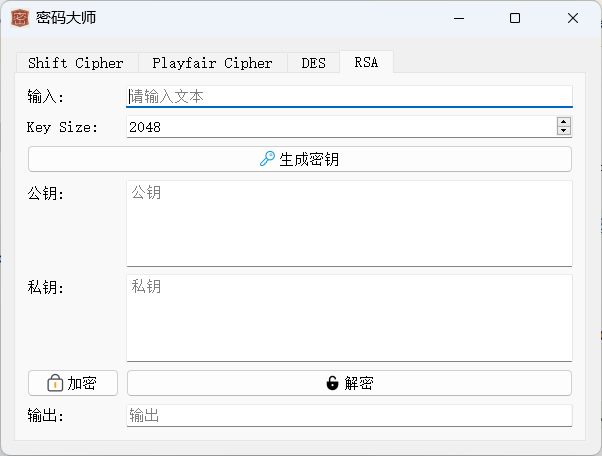 密
密码大师
Shift Cipher Playfair Cipher DES RSA
输入: 请输入文本
Key Size: 2048
生成密钥
公钥: 公钥
私钥: 私钥
加密 解密
输出: 输出